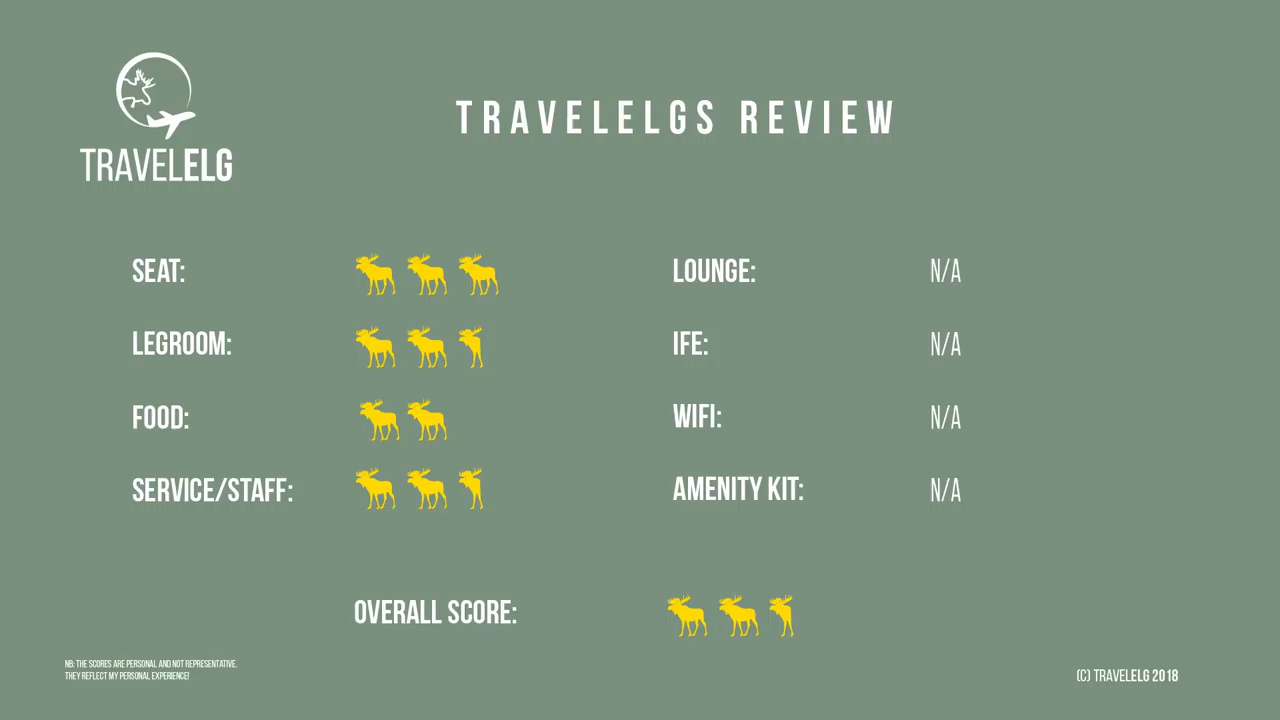 TRAVELELG
TRAVELELGS REVIEW
SEAT:
LEGROOM:
FOOD:
SERVICE/STAFF:
LOUNGE: N/A
IFE: N/A
WIFI: N/A
AMENITY KIT: N/A
OVERALL SCORE:
NB: THE SCORES ARE PERSONAL AND NOT REPRESENTATIVE.
THEY REFLECT MY PERSONAL EXPERIENCE!
(C) TRAVELELG 2018